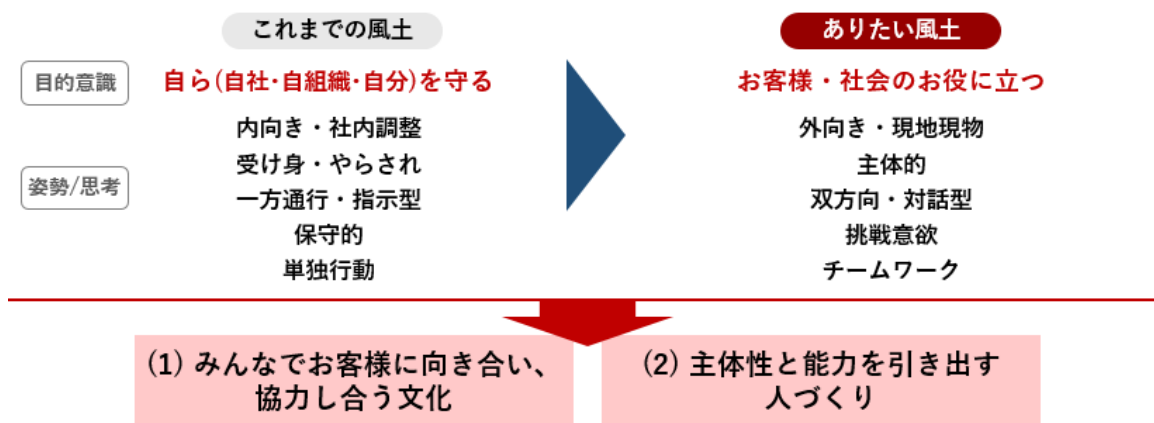 これまでの風土
ありたい風土
目的意識
自ら(自社・自組織・自分)を守る
お客様・社会のお役に立つ
姿勢/思考
内向き・社内調整
受け身・やらされ
一方通行・指示型
保守的
単独行動
外向き・現地現物
主体的
双方向・対話型
挑戦意欲
チームワーク
(1) みんなでお客様に向き合い、
協力し合う文化
(2) 主体性と能力を引き出す
人づくり